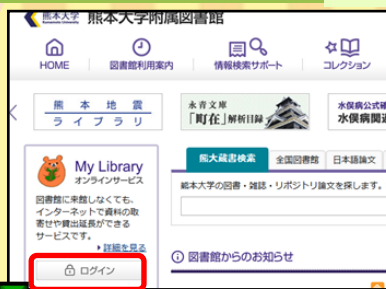 熊本大学 熊本大学附属図書館
HOME
図書館利用案内
情報検索サポート
コレクション
熊本地震
ライブラリ
永青文庫
「町在」解析目録
水俣病公式確
水俣病関連
My Library
オンラインサービス
図書館に来館しなくても、
インターネットで資料の取
寄せや貸出延長ができる
サービスです。
詳細を見る
ログイン
熊大蔵書検索
全国図書館
日本語論文
熊本大学の図書・雑誌・リポジトリ論文を探します。
図書館からのお知らせ